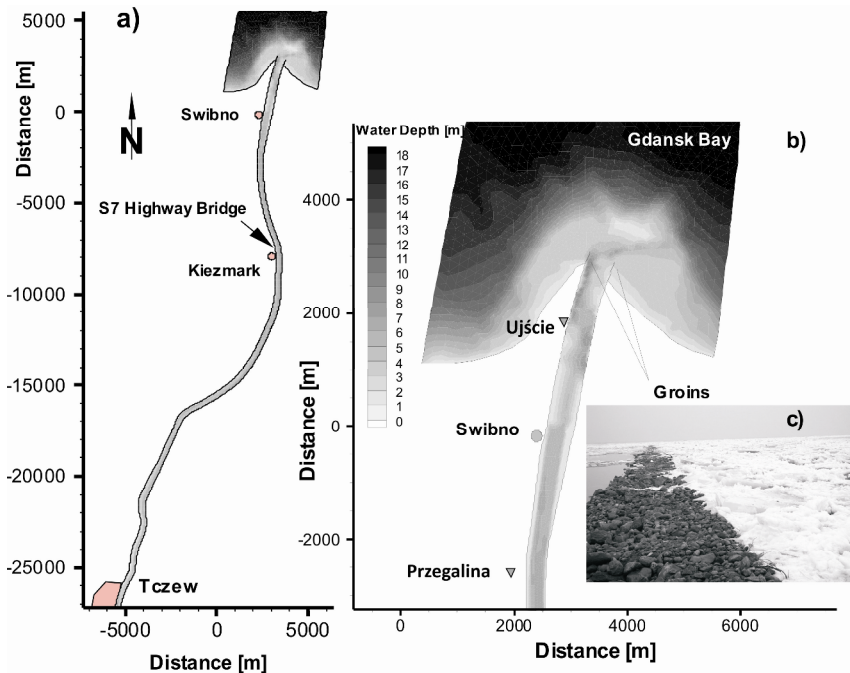 a)
5000
0
-5000
-10000
-15000
-20000
-25000
Distance [m]
N
Swibno
S7 Highway Bridge
Kiezmark
Tczew
-5000
0
5000
Distance [m]
b)
Water Depth [m]
18
17
16
15
14
13
12
11
10
9
8
7
6
5
4
3
2
1
0
Gdansk Bay
4000
2000
0
-2000
Distance [m]
Ujście
Groins
Swibno
Przegalina
c)
0
2000
4000
6000
Distance [m]